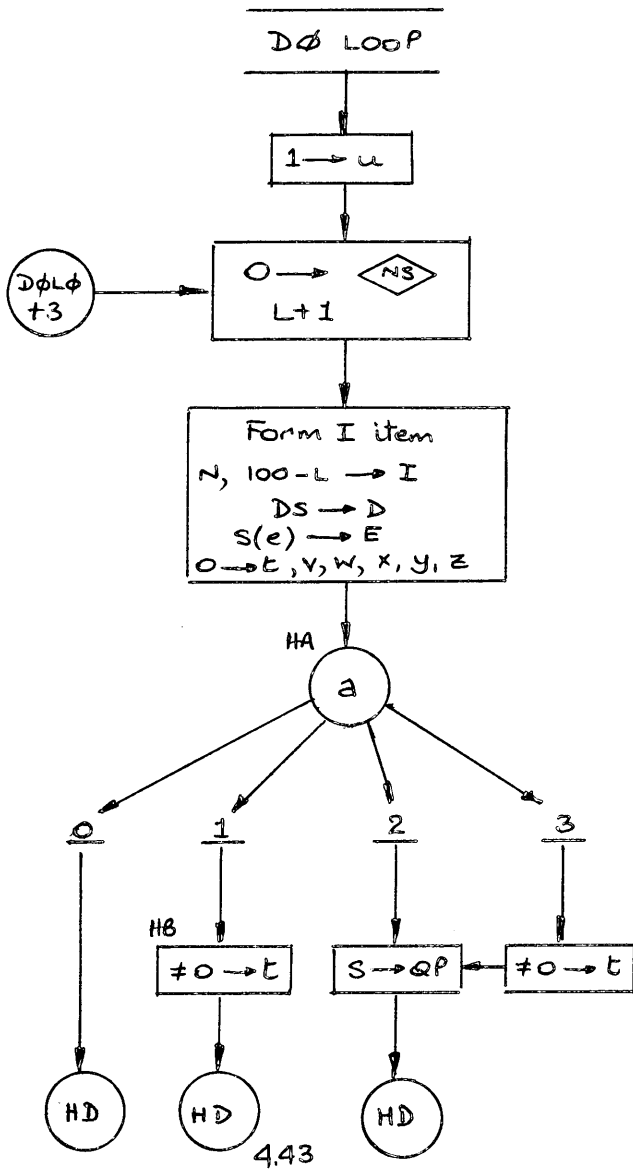 DØ LOOP
1 → u
DØLØ
+3
0 → NS
L+1
Form I item
N, 100-L → I
DS → D
S(e) → E
0 → t, v, w, x, y, z
HA
a
0 1 2 3
HB
≠0 → t
S → QP
≠0 → t
HD
HD
HD
4.43